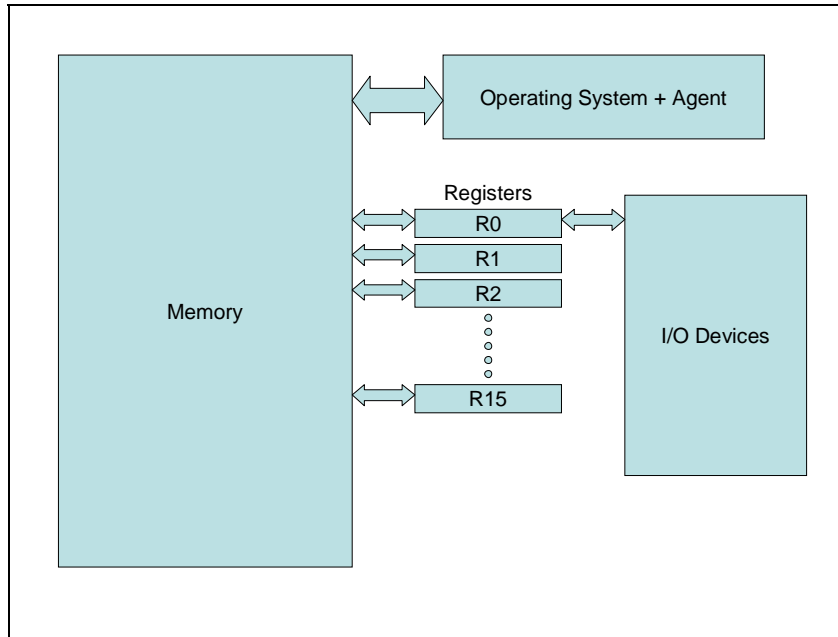 Operating System + Agent
Registers
R0
R1
R2
Memory
I/O Devices
R15